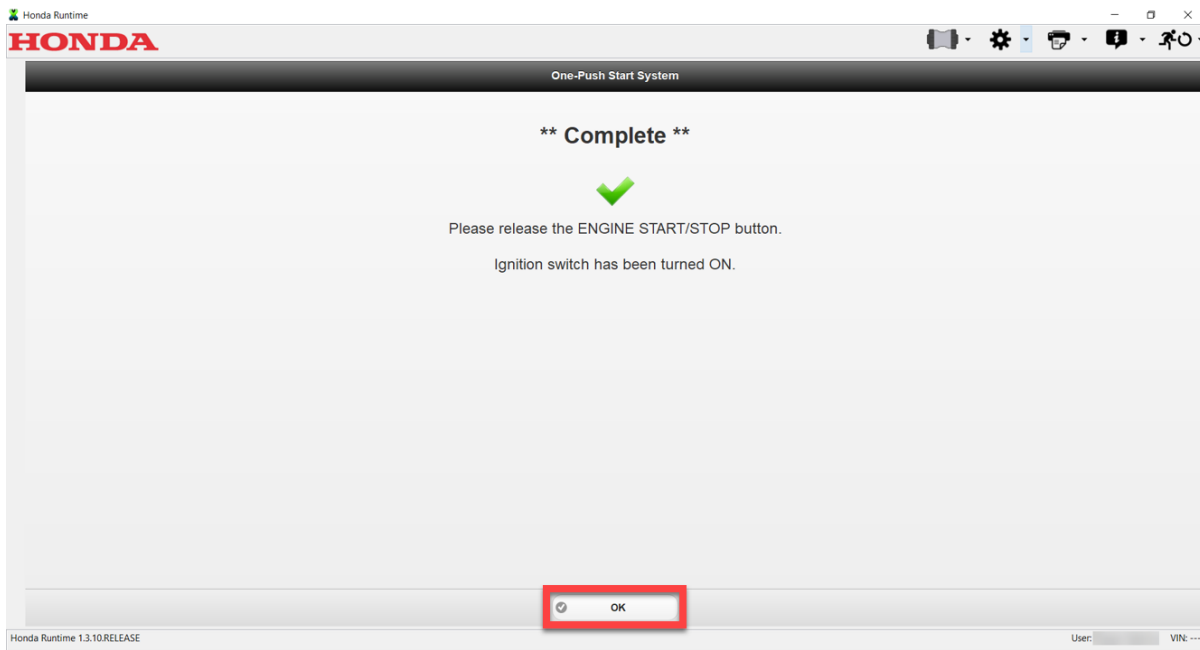 Honda Runtime
HONDA
One-Push Start System
** Complete **
Please release the ENGINE START/STOP button.
Ignition switch has been turned ON.
OK
Honda Runtime 1.3.10.RELEASE
User:
VIN: ---